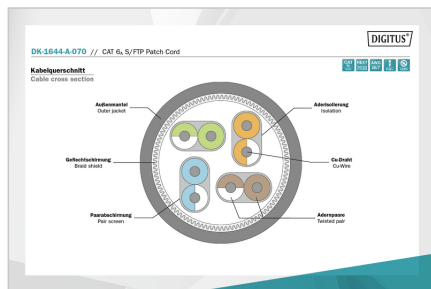 DIGITUS®
DK-1644-A-070 // CAT 6A S/FTP Patch Cord
Kabelquerschnitt
Cable cross section
Außenmantel
Outer jacket
Aderisolierung
Isolation
Geflechtschirmung
Braid shield
Cu-Draht
Cu-Wire
Paarabschirmung
Pair screen
Adernpaare
Twisted pair